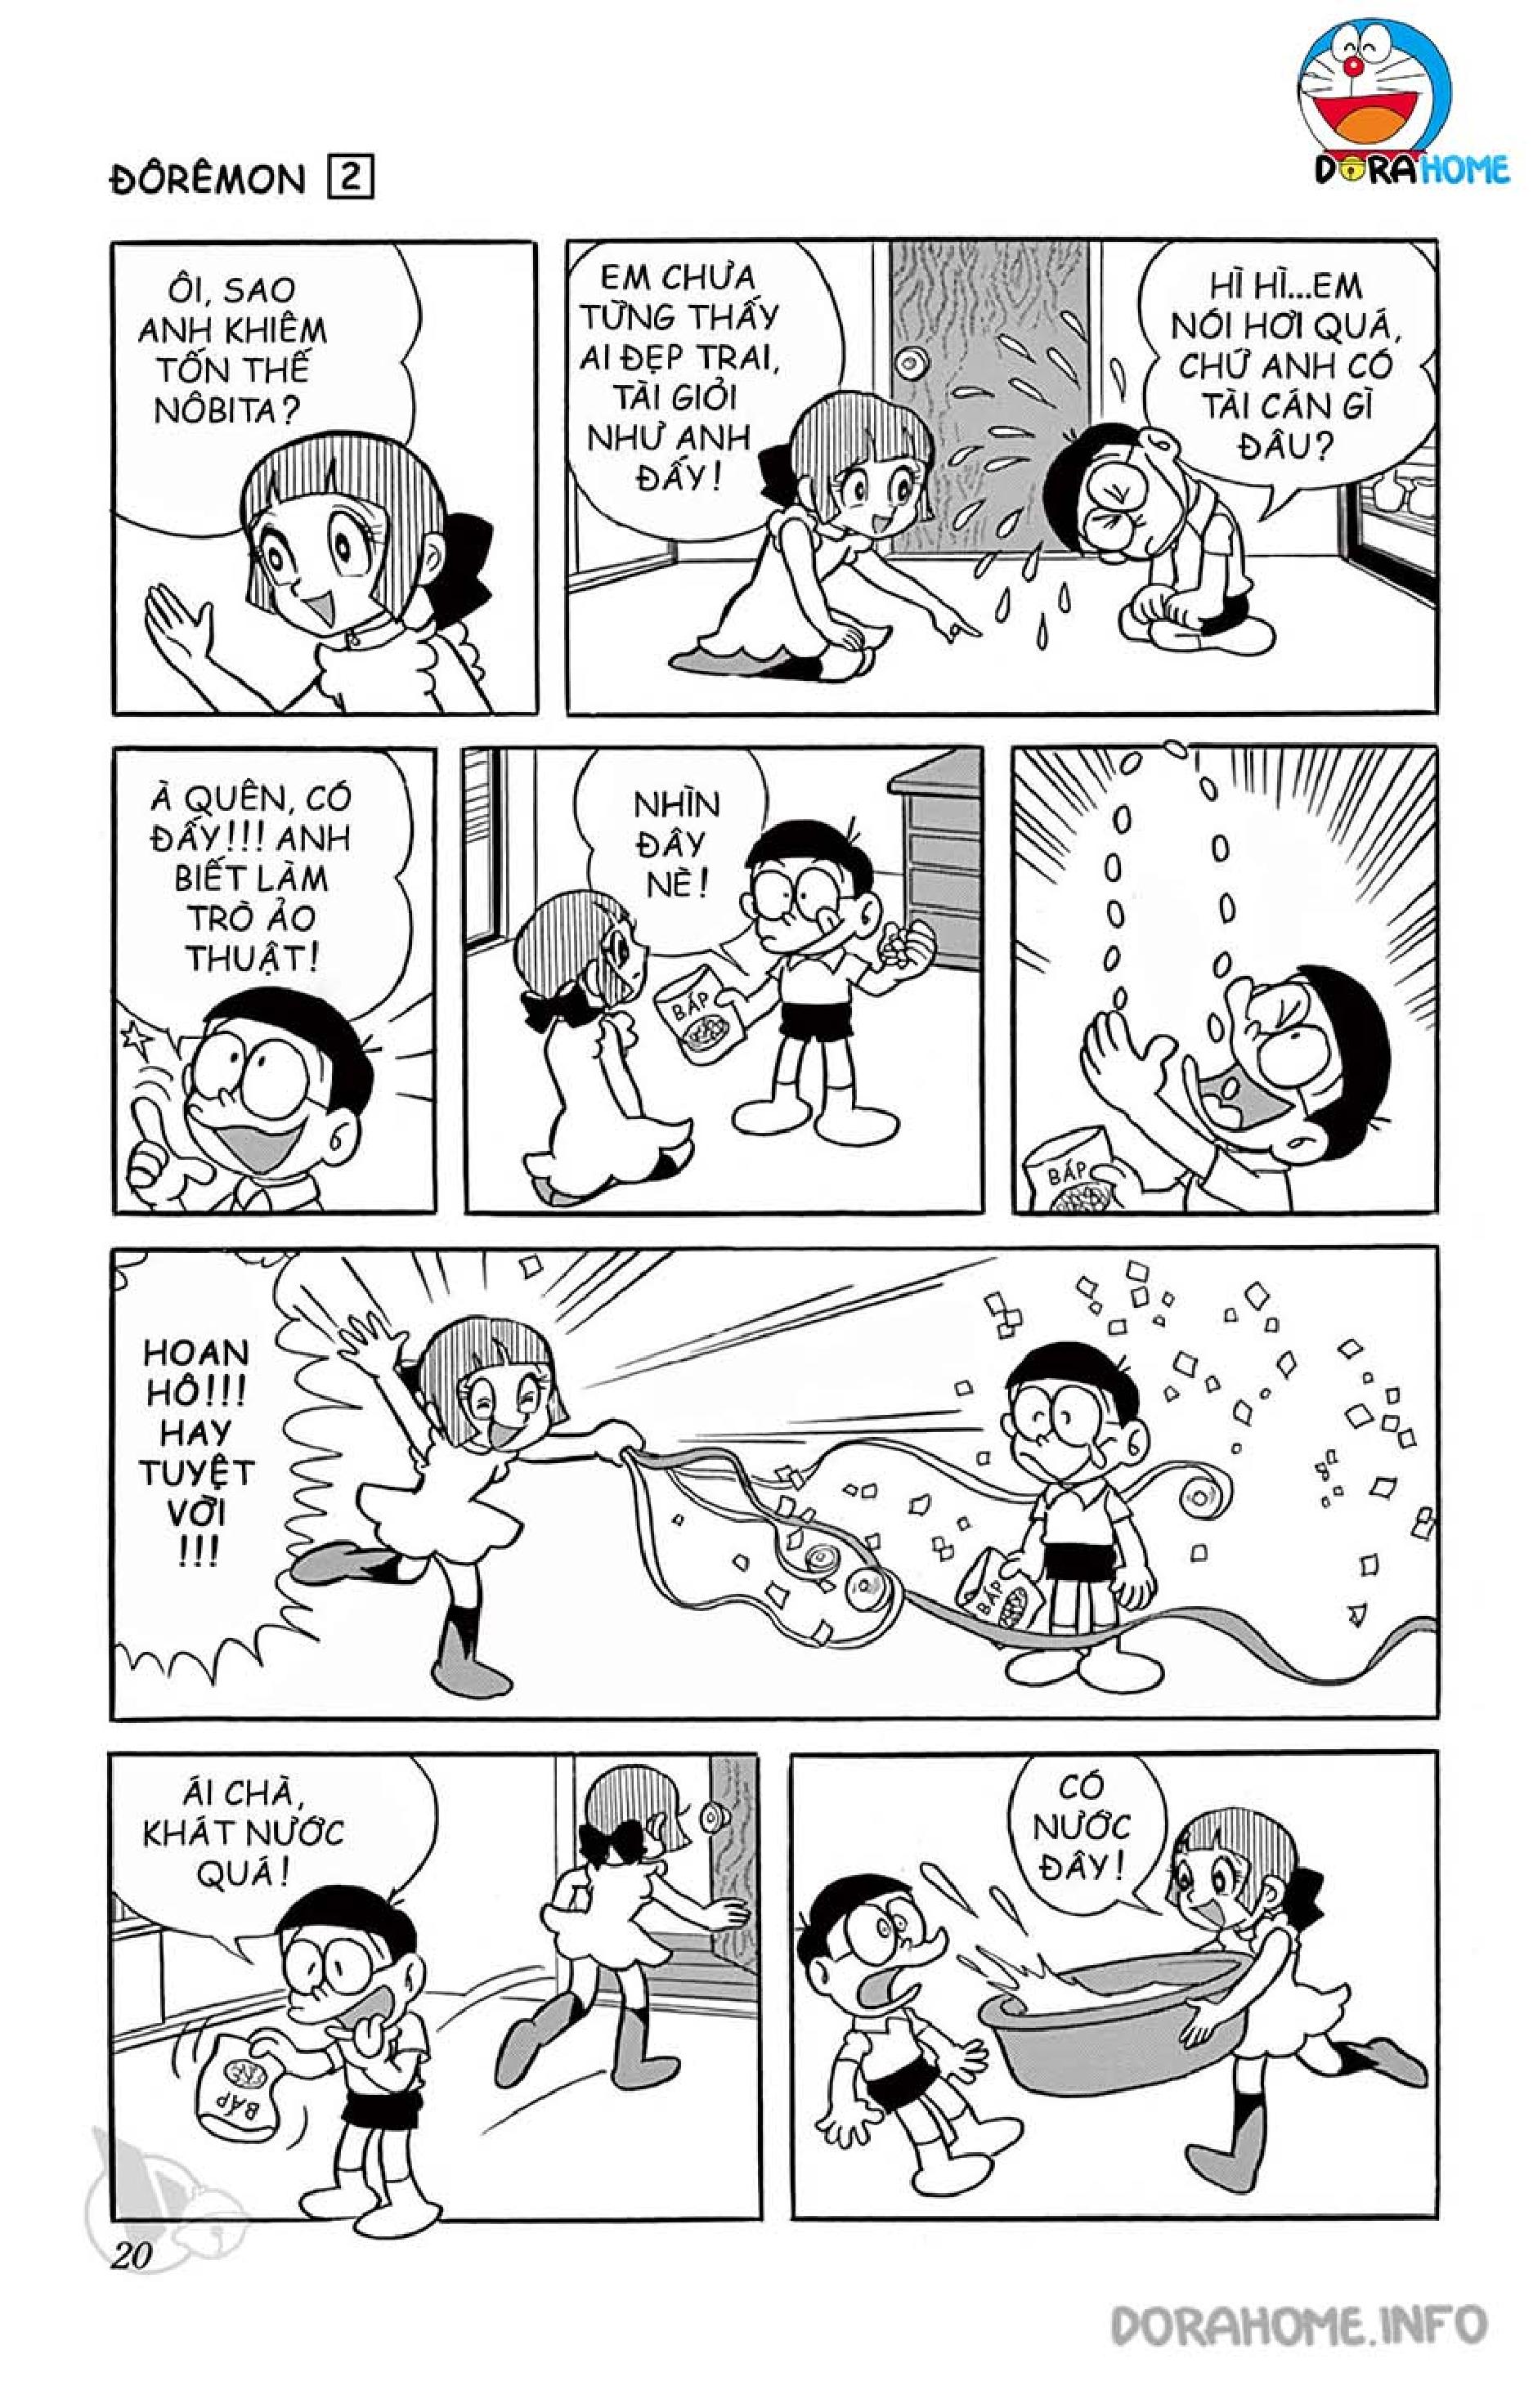 DORAHOME
ĐÔRÊMON 2
ÔI, SAO
ANH KHIÊM
TỐN THẾ
NÔBITA?
EM CHƯA
TỪNG THẤY
AI ĐẸP TRAI,
TÀI GIỎI
NHƯ ANH
ĐẤY!
HÌ HÌ...EM
NÓI HƠI QUÁ,
CHỨ ANH CÓ
TÀI CÁN GÌ
ĐÂU?
À QUÊN, CÓ
ĐẤY!!! ANH
BIẾT LÀM
TRÒ ẢO
THUẬT!
NHÌN
ĐÂY
NÈ!
BẮP
BẮP
HOAN
HÔ!!!
HAY
TUYỆT
VỜI
!!!
BẮP
ÁI CHÀ,
KHÁT NƯỚC
QUÁ!
BẮP
CÓ
NƯỚC
ĐÂY!
20
DORAHOME.INFO